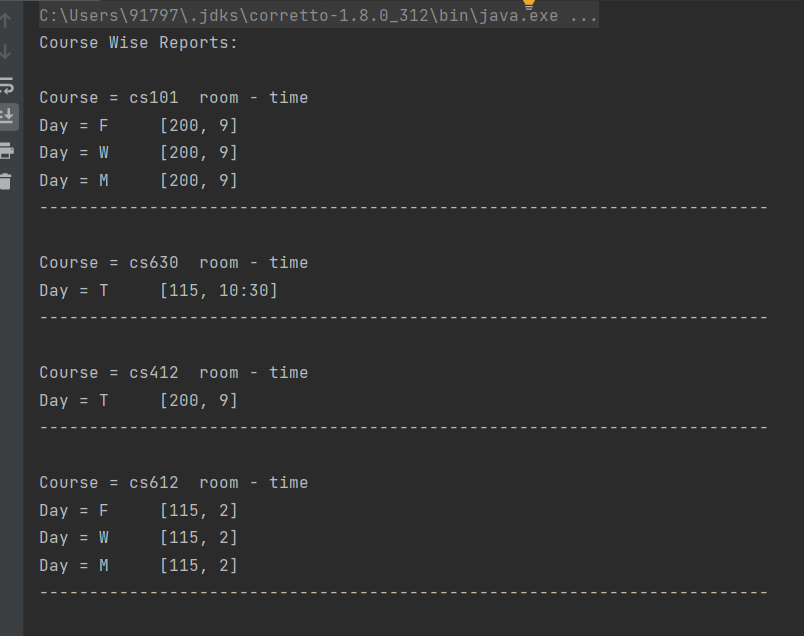 C:\Users\91797\.jdks\corretto-1.8.0_312\bin\java.exe ...
Course Wise Reports:
Course = cs101  room - time
Day = F     [200, 9]
Day = W     [200, 9]
Day = M     [200, 9]
-------------------------------------------------------------------------
Course = cs630  room - time
Day = T     [115, 10:30]
-------------------------------------------------------------------------
Course = cs412  room - time
Day = T     [200, 9]
-------------------------------------------------------------------------
Course = cs612  room - time
Day = F     [115, 2]
Day = W     [115, 2]
Day = M     [115, 2]
-------------------------------------------------------------------------